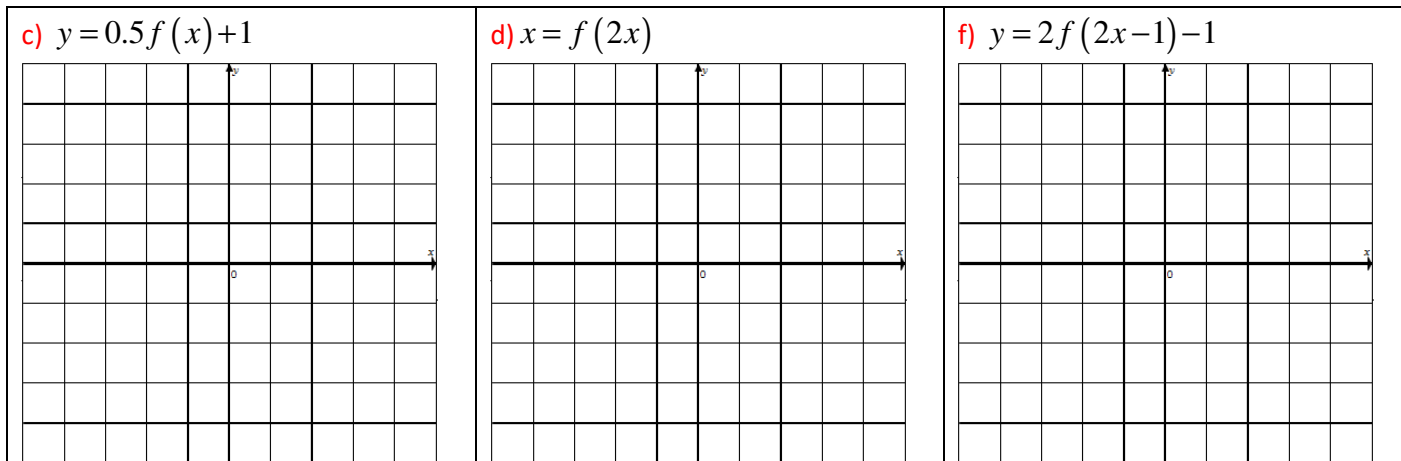 c) y = 0.5f(x)+1
y
x
0
d) x = f(2x)
y
x
0
f) y = 2f(2x−1)−1
y
x
0